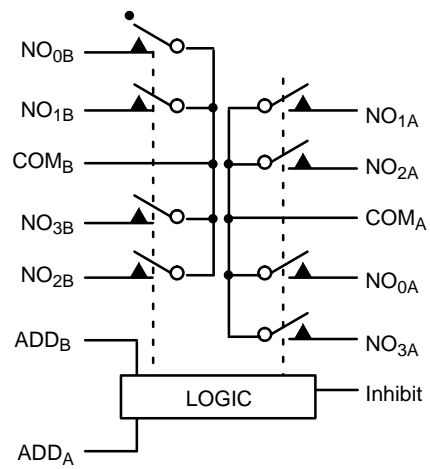 NO0B
NO1B
COMB
NO3B
NO2B
ADDB
ADDA
NO1A
NO2A
COMA
NO0A
NO3A
LOGIC
Inhibit